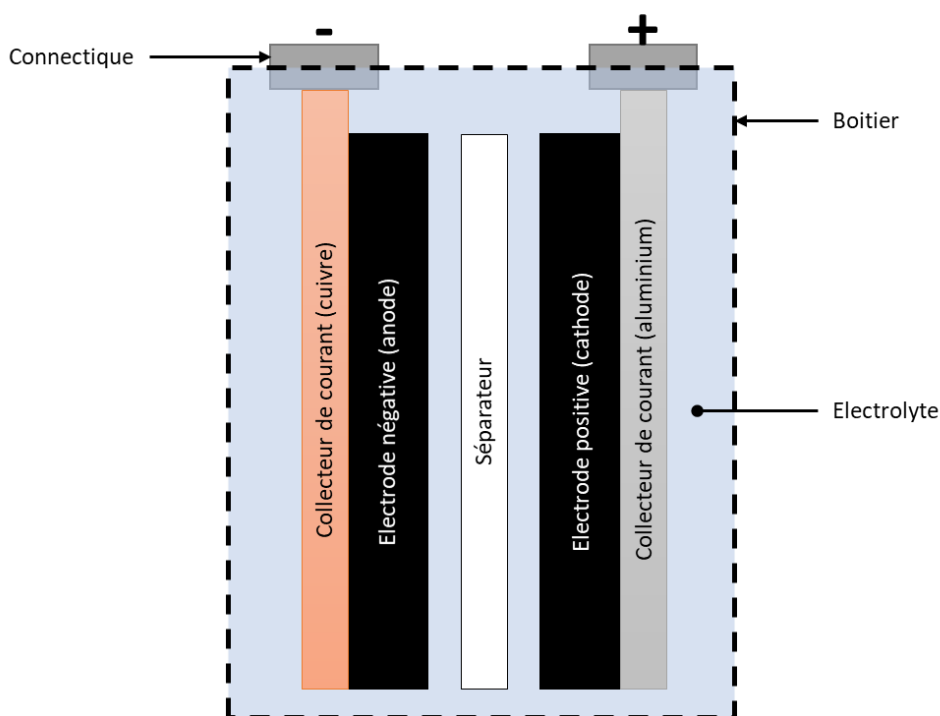 -
+
Connectique
Boitier
Collecteur de courant (cuivre)
Electrode négative (anode)
Séparateur
Electrode positive (cathode)
Collecteur de courant (aluminium)
Electrolyte